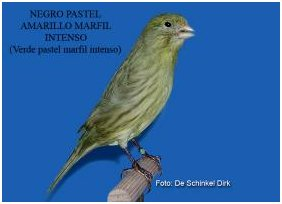 NEGRO PASTEL
AMARILLO MARFIL
INTENSO
(Verde pastel marfil intenso)
Foto: De Schinkel Dirk